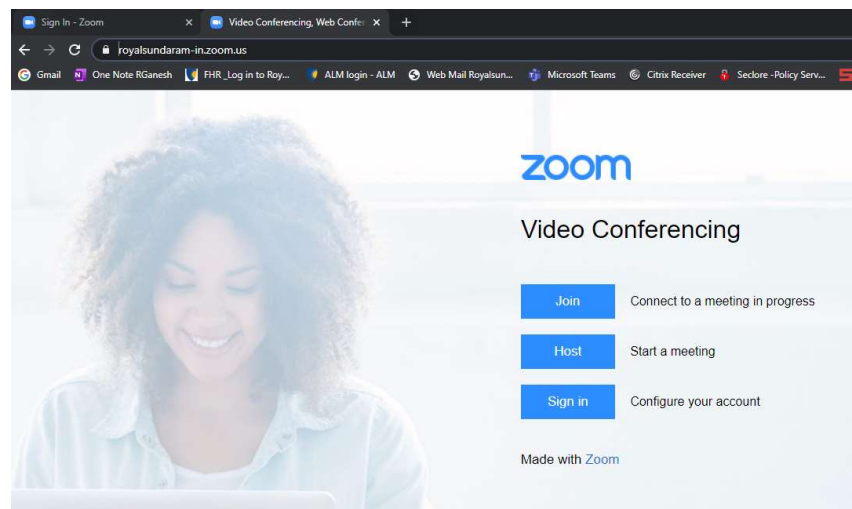 Sign In - Zoom
Video Conferencing, Web Confe
royalsundaram-in.zoom.us
Gmail One Note RGanesh FHR _Log in to Roy... ALM login - ALM Web Mail Royalsun... Microsoft Teams Citrix Receiver Seclore -Policy Serv...
zoom
Video Conferencing
Join Connect to a meeting in progress
Host Start a meeting
Sign in Configure your account
Made with Zoom